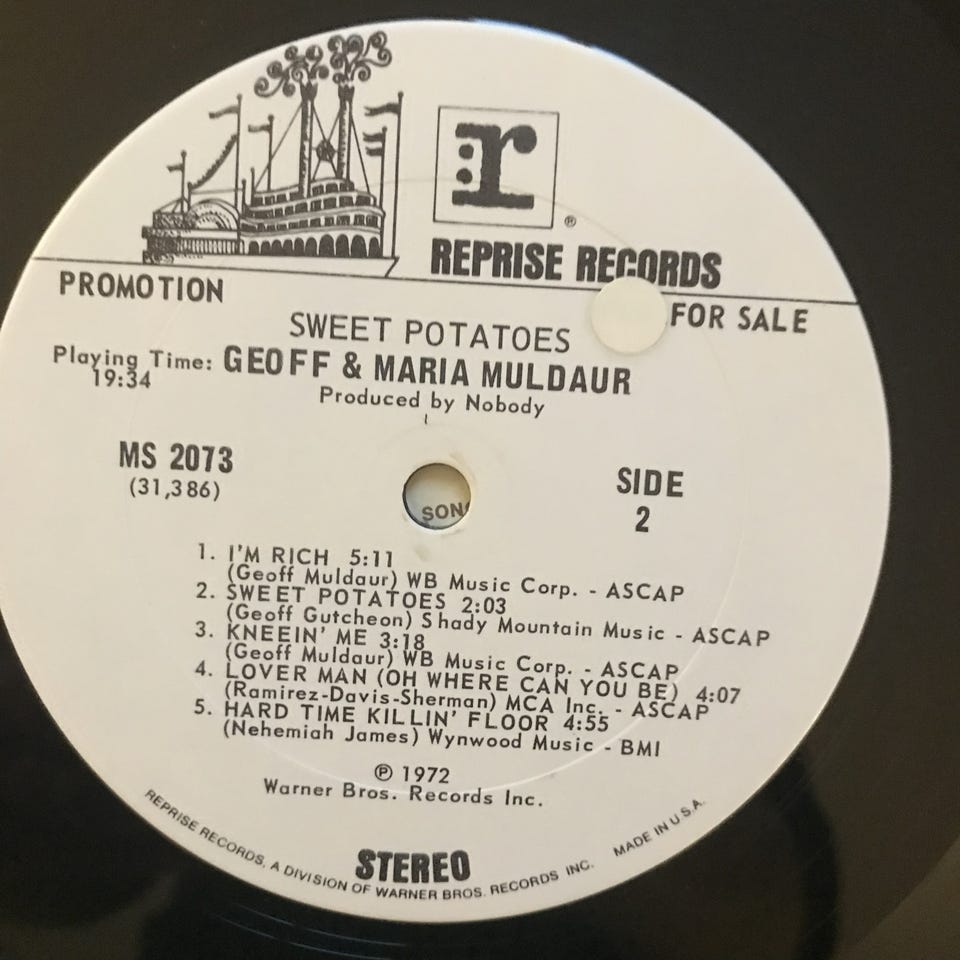 r ®
REPRISE RECORDS
PROMOTION FOR SALE
SWEET POTATOES
Playing Time: GEOFF & MARIA MULDAUR
19:34
Produced by Nobody
MS 2073
(31,386)
SIDE
2
SON
1. I'M RICH 5:11
(Geoff Muldaur) WB Music Corp. - ASCAP
2. SWEET POTATOES 2:03
(Geoff Gutcheon) Shady Mountain Music - ASCAP
3. KNEEIN' ME 3:18
(Geoff Muldaur) WB Music Corp. - ASCAP
4. LOVER MAN (OH WHERE CAN YOU BE) 4:07
(Ramirez-Davis-Sherman) MCA Inc. - ASCAP
5. HARD TIME KILLIN' FLOOR 4:55
(Nehemiah James) Wynwood Music - BMI
℗ 1972
Warner Bros. Records Inc.
STEREO
REPRISE RECORDS, A DIVISION OF WARNER BROS. RECORDS INC. MADE IN U.S.A.